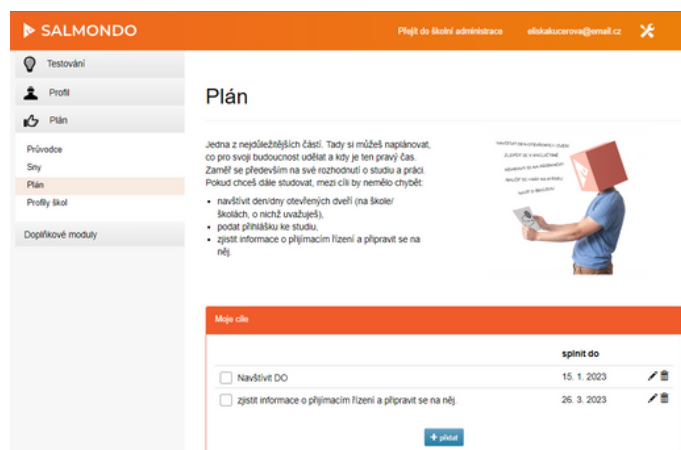 SALMONDO
Přejít do školní administrace
eliskakucerova@email.cz
Testování
Profil
Plán
Průvodce
Sny
Plán
Profily škol
Doplňkové moduly
Plán
Jedna z nejdůležitějších částí. Tady si můžeš naplánovat,
co pro svoji budoucnost udělat a kdy je ten pravý čas.
Zaměř se především na své rozhodnutí o studiu a práci.
Pokud chceš dále studovat, mezi cíli by nemělo chybět:
• navštívit den/dny otevřených dveří (na škole/
školách, o nichž uvažuješ),
• podat přihlášku ke studiu,
• zjistit informace o přijímacím řízení a připravit se na
něj.
Moje cíle
splnit do
Navštívit DO
15. 1. 2023
zjistit informace o přijímacím řízení a připravit se na něj.
26. 3. 2023
+ přidat